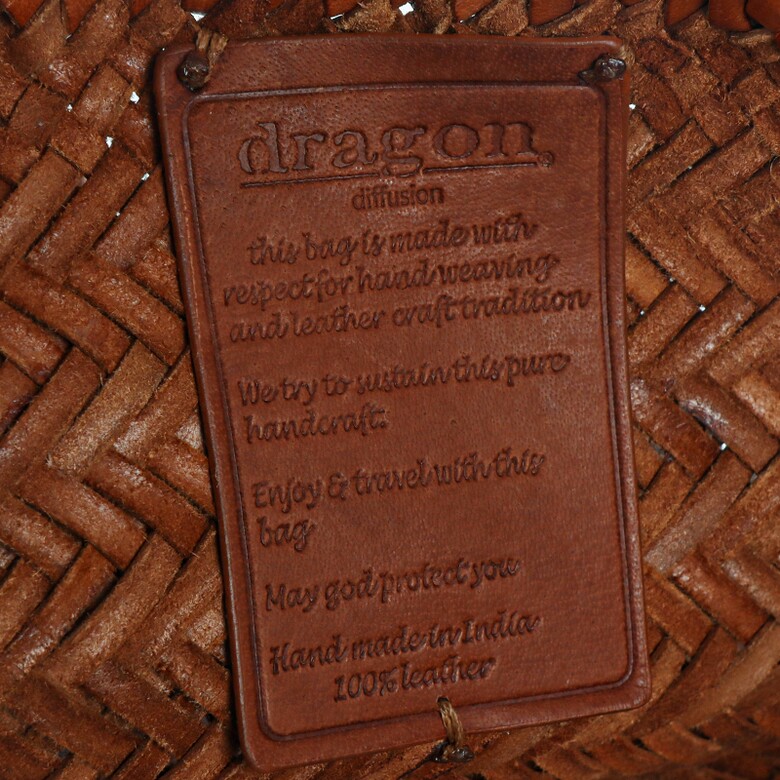 dragon
diffusion
this bag is made with
respect for hand weaving
and leather craft tradition
We try to sustain this pure
handcraft.
Enjoy & travel with this
bag
May god protect you
Hand made in India
100% leather